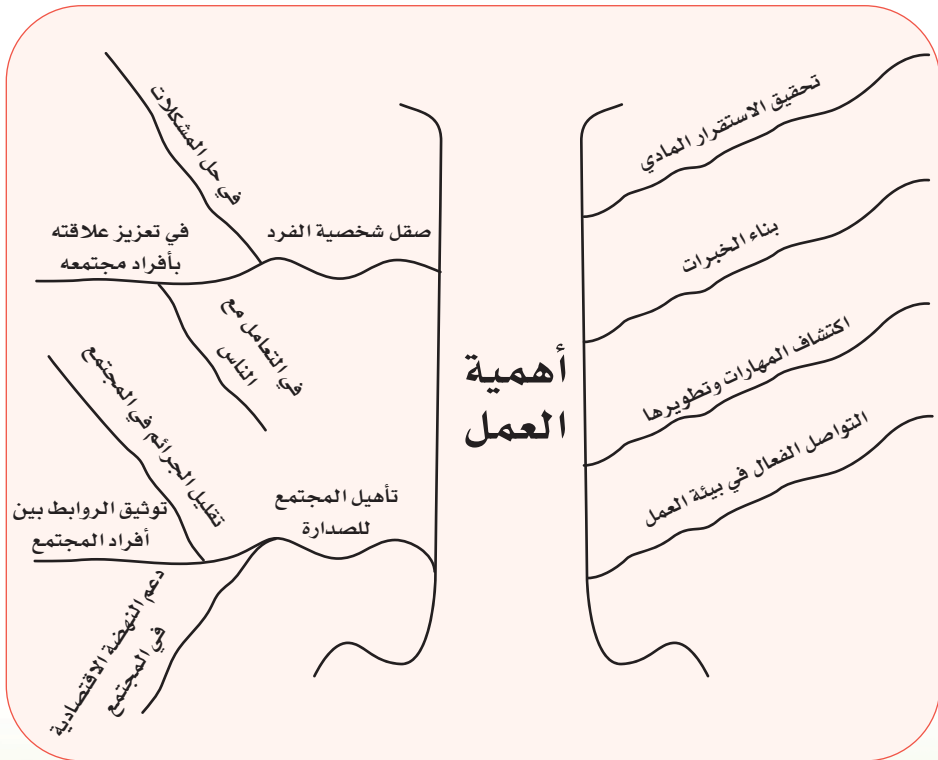 أهمية
العمل
تحقيق الاستقرار المادي
بناء الخبرات
اكتشاف المهارات وتطويرها
التواصل الفعال في بيئة العمل
صقل شخصية الفرد
في حل المشكلات
في تعزيز علاقته
بأفراد مجتمعه
في التعامل مع
الناس
تأهيل المجتمع
للصدارة
تقليل الجرائم في المجتمع
توثيق الروابط بين
أفراد المجتمع
دعم النهضة الاقتصادية
في المجتمع